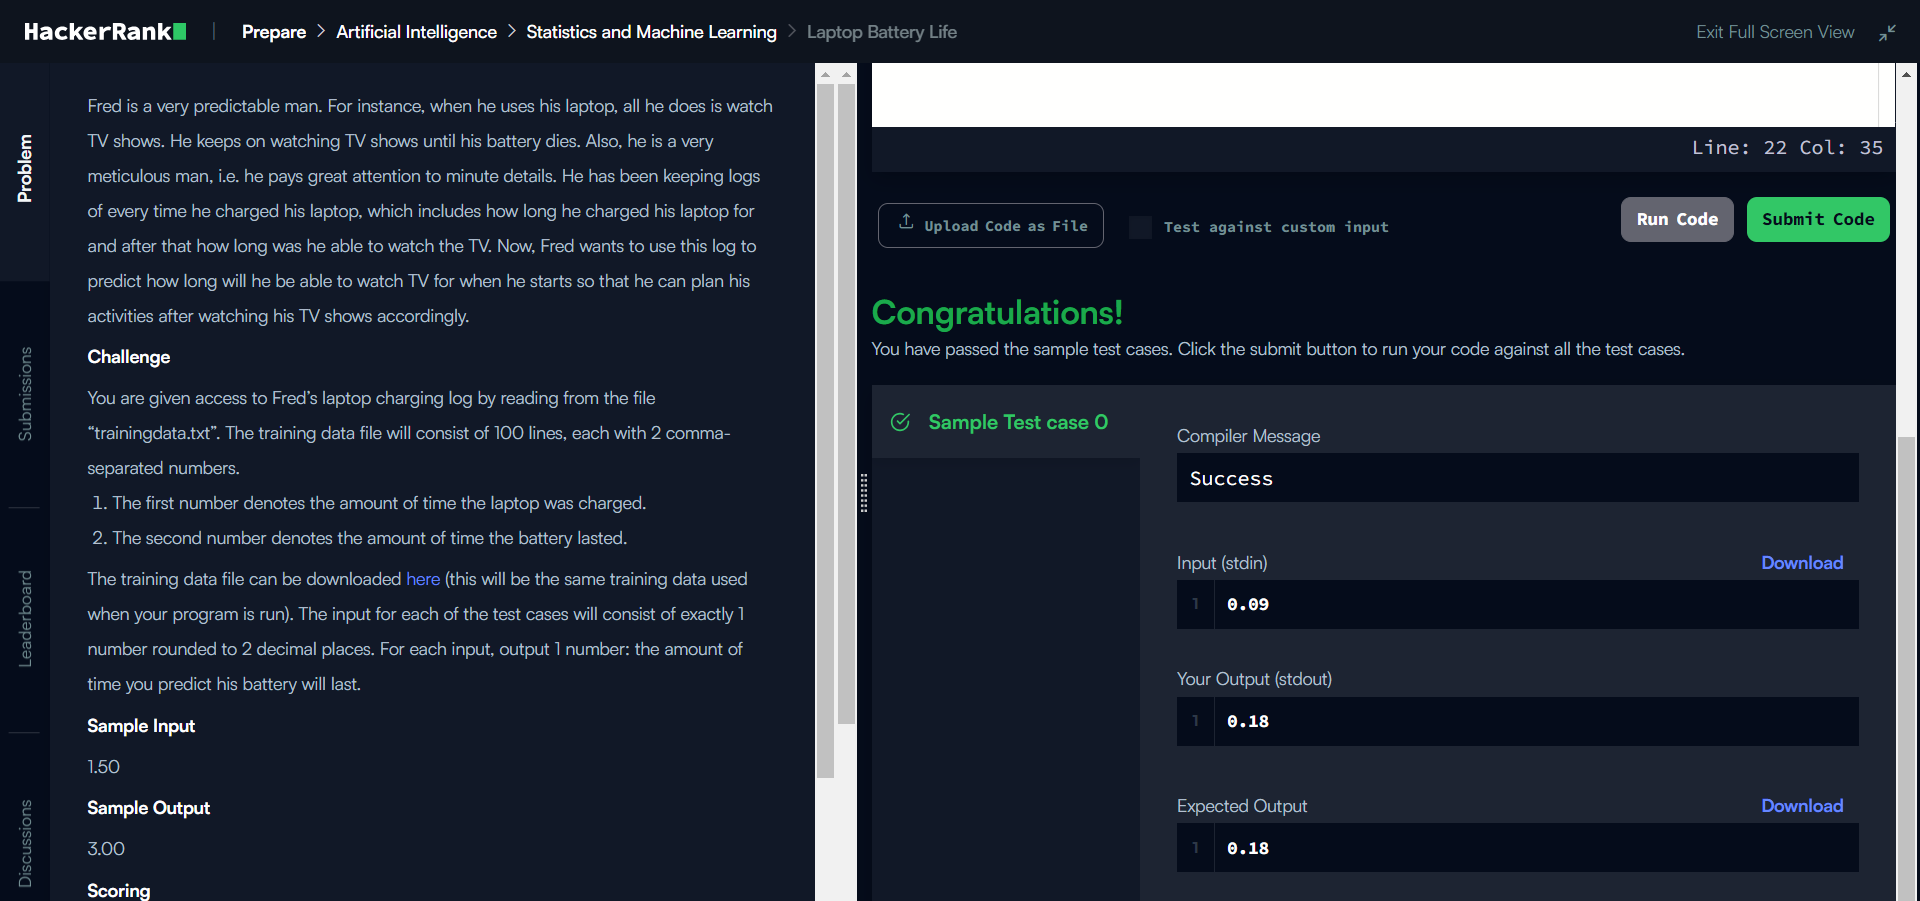 HackerRank
Prepare > Artificial Intelligence > Statistics and Machine Learning > Laptop Battery Life
Exit Full Screen View
Problem
Submissions
Leaderboard
Discussions
Fred is a very predictable man. For instance, when he uses his laptop, all he does is watch
TV shows. He keeps on watching TV shows until his battery dies. Also, he is a very
meticulous man, i.e. he pays great attention to minute details. He has been keeping logs
of every time he charged his laptop, which includes how long he charged his laptop for
and after that how long was he able to watch the TV. Now, Fred wants to use this log to
predict how long will he be able to watch TV for when he starts so that he can plan his
activities after watching his TV shows accordingly.
Challenge
You are given access to Fred’s laptop charging log by reading from the file
“trainingdata.txt”. The training data file will consist of 100 lines, each with 2 comma-
separated numbers.
1. The first number denotes the amount of time the laptop was charged.
2. The second number denotes the amount of time the battery lasted.
The training data file can be downloaded here (this will be the same training data used
when your program is run). The input for each of the test cases will consist of exactly 1
number rounded to 2 decimal places. For each input, output 1 number: the amount of
time you predict his battery will last.
Sample Input
1.50
Sample Output
3.00
Scoring
Line: 22 Col: 35
Upload Code as File
Test against custom input
Run Code
Submit Code
Congratulations!
You have passed the sample test cases. Click the submit button to run your code against all the test cases.
Sample Test case 0
Compiler Message
Success
Input (stdin)
Download
1 0.09
Your Output (stdout)
1 0.18
Expected Output
Download
1 0.18